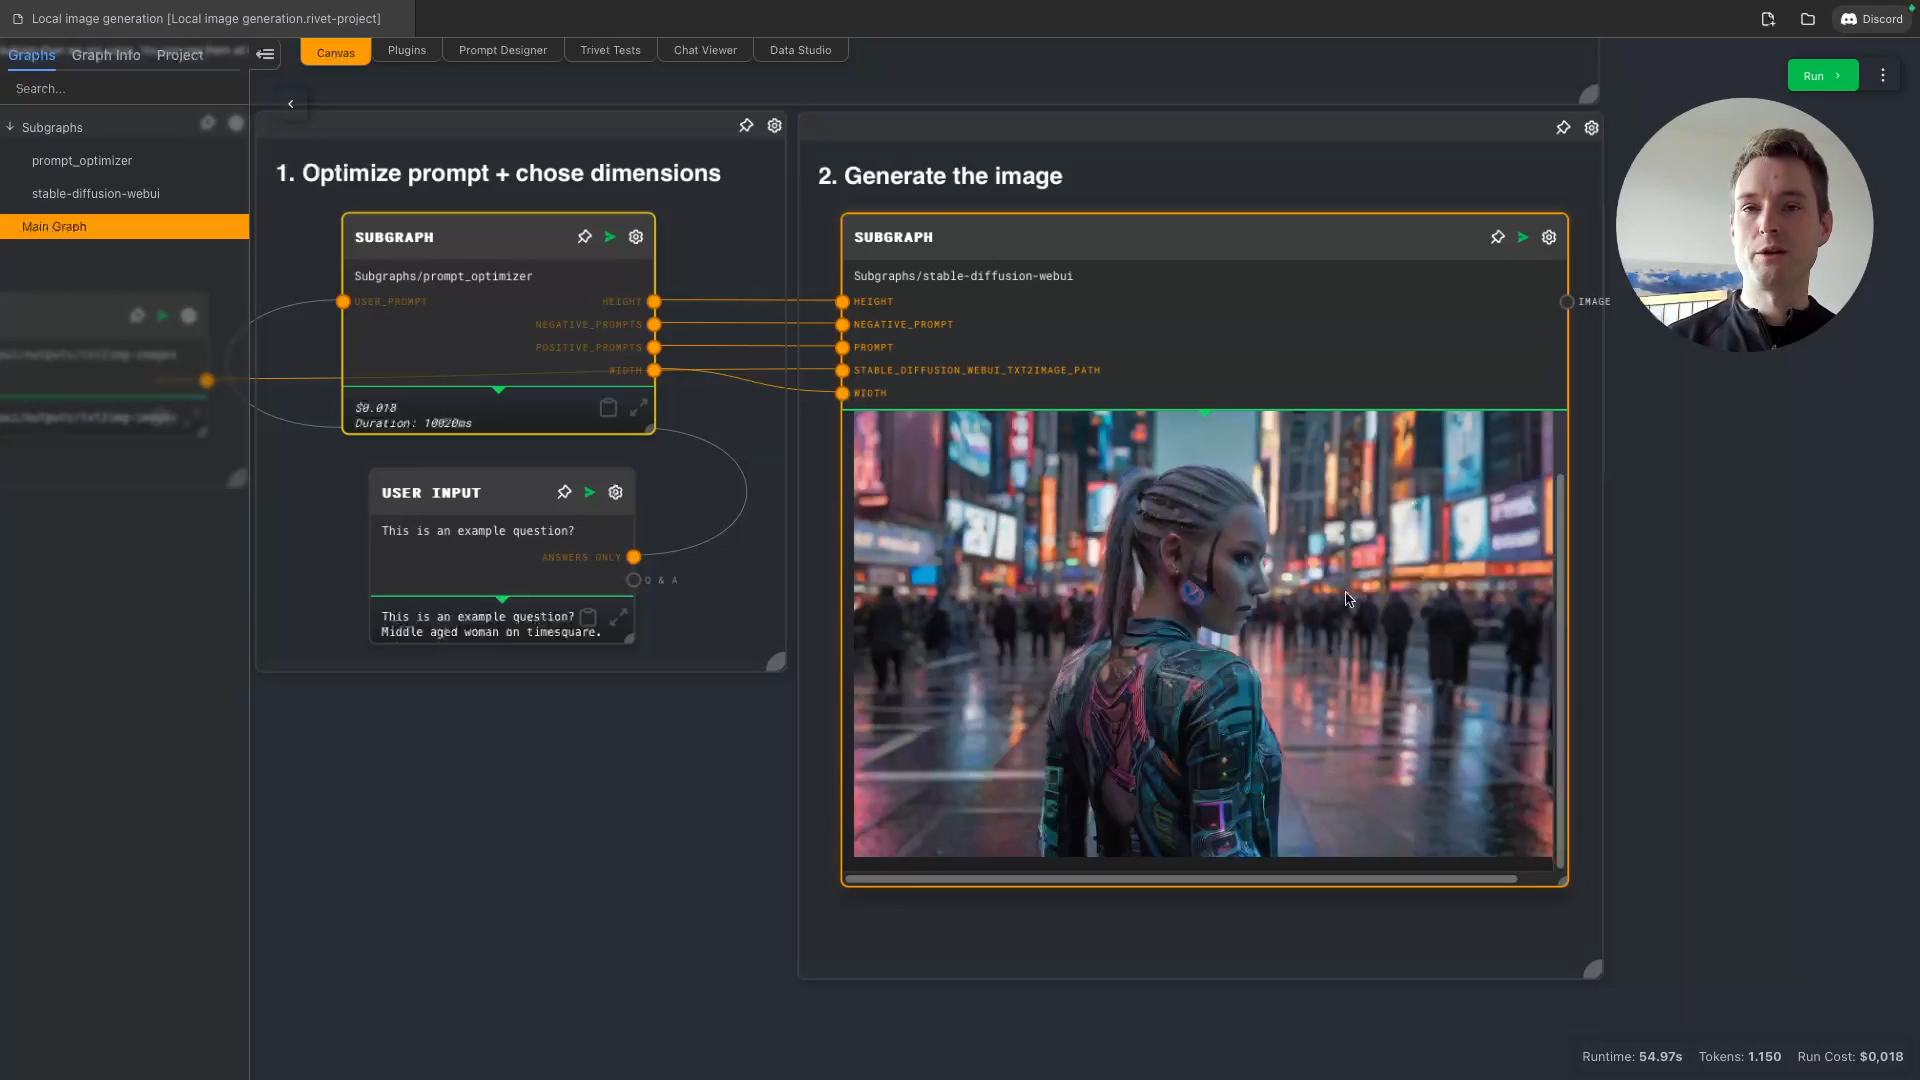 Local image generation [Local image generation.rivet-project]
Discord
Graphs
Graph Info
Project
Canvas
Plugins
Prompt Designer
Trivet Tests
Chat Viewer
Data Studio
Run
Search...
Subgraphs
prompt_optimizer
stable-diffusion-webui
Main Graph
1. Optimize prompt + chose dimensions
SUBGRAPH
Subgraphs/prompt_optimizer
USER_PROMPT
HEIGHT
NEGATIVE_PROMPTS
POSITIVE_PROMPTS
WIDTH
$0.018
Duration: 10020ms
USER INPUT
This is an example question?
ANSWERS ONLY
Q & A
This is an example question?
Middle aged woman on timesquare.
2. Generate the image
SUBGRAPH
Subgraphs/stable-diffusion-webui
HEIGHT
NEGATIVE_PROMPT
PROMPT
STABLE_DIFFUSION_WEBUI_TXT2IMAGE_PATH
WIDTH
IMAGE
Runtime: 54.97s
Tokens: 1.150
Run Cost: $0,018